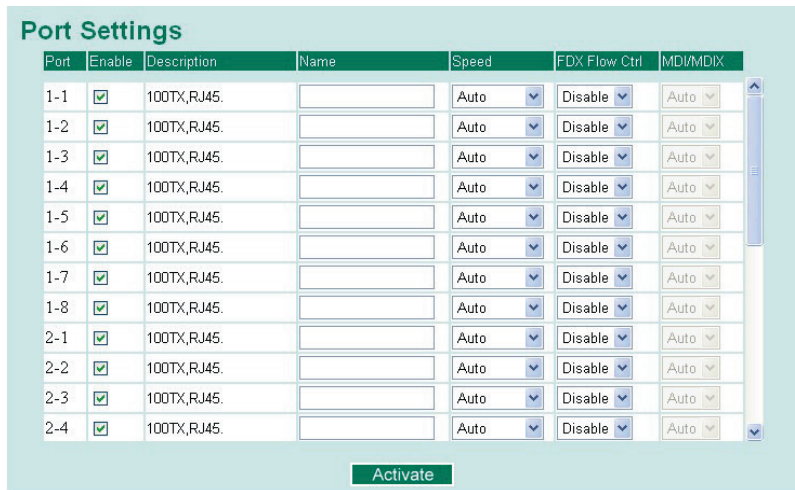 Port Settings
Port Enable Description Name Speed FDX Flow Ctrl MDI/MDIX
1-1 100TX,RJ45. Auto Disable Auto
1-2 100TX,RJ45. Auto Disable Auto
1-3 100TX,RJ45. Auto Disable Auto
1-4 100TX,RJ45. Auto Disable Auto
1-5 100TX,RJ45. Auto Disable Auto
1-6 100TX,RJ45. Auto Disable Auto
1-7 100TX,RJ45. Auto Disable Auto
1-8 100TX,RJ45. Auto Disable Auto
2-1 100TX,RJ45. Auto Disable Auto
2-2 100TX,RJ45. Auto Disable Auto
2-3 100TX,RJ45. Auto Disable Auto
2-4 100TX,RJ45. Auto Disable Auto
Activate